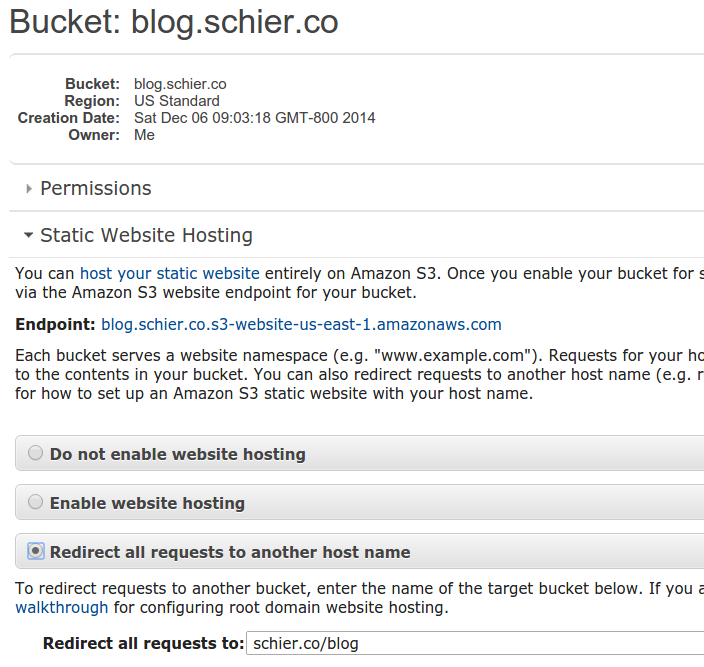 Bucket: blog.schier.co
Bucket: blog.schier.co
Region: US Standard
Creation Date: Sat Dec 06 09:03:18 GMT-800 2014
Owner: Me
Permissions
Static Website Hosting
You can host your static website entirely on Amazon S3. Once you enable your bucket for
via the Amazon S3 website endpoint for your bucket.
Endpoint: blog.schier.co.s3-website-us-east-1.amazonaws.com
Each bucket serves a website namespace (e.g. "www.example.com"). Requests for your
to the contents in your bucket. You can also redirect requests to another host name (e.g.
for how to set up an Amazon S3 static website with your host name.
Do not enable website hosting
Enable website hosting
Redirect all requests to another host name
To redirect requests to another bucket, enter the name of the target bucket below. If you
walkthrough for configuring root domain website hosting.
Redirect all requests to: schier.co/blog